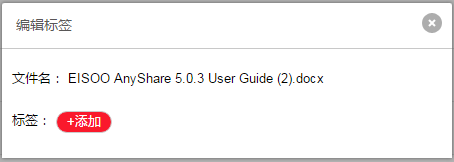 编辑标签
文件名： EISOO AnyShare 5.0.3 User Guide (2).docx
标签： +添加